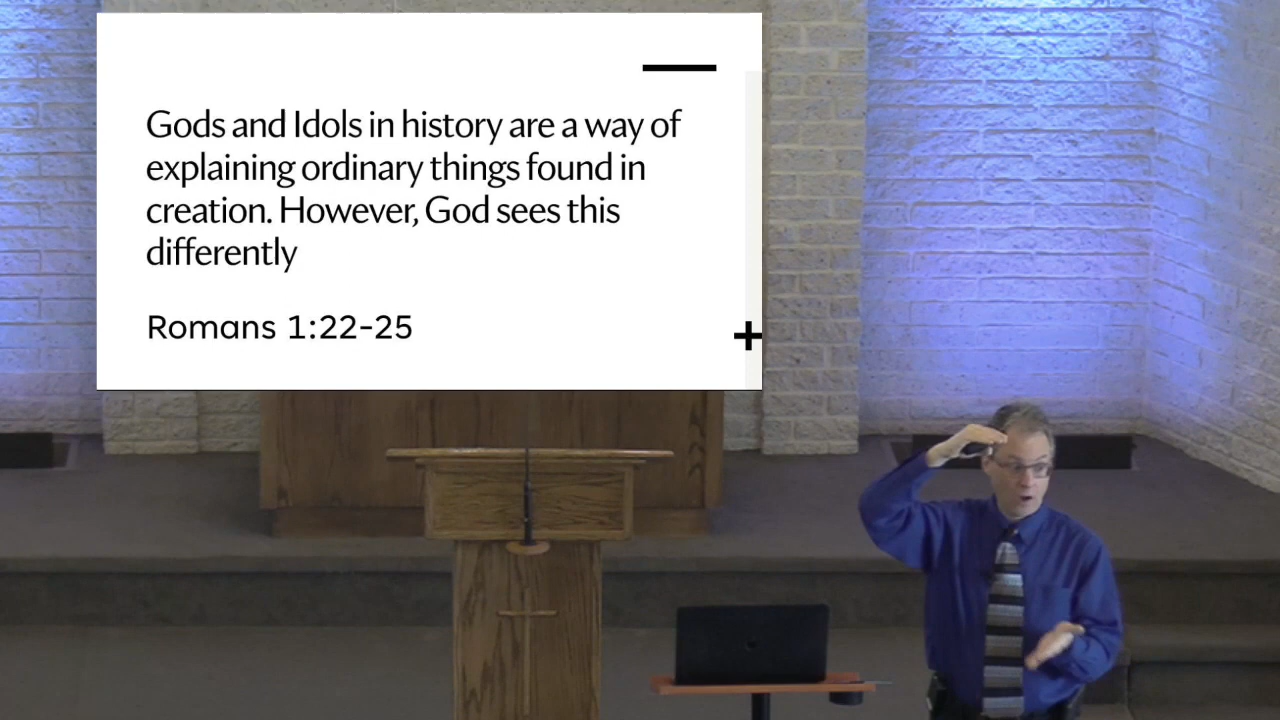 Gods and Idols in history are a way of
explaining ordinary things found in
creation. However, God sees this
differently
Romans 1:22-25